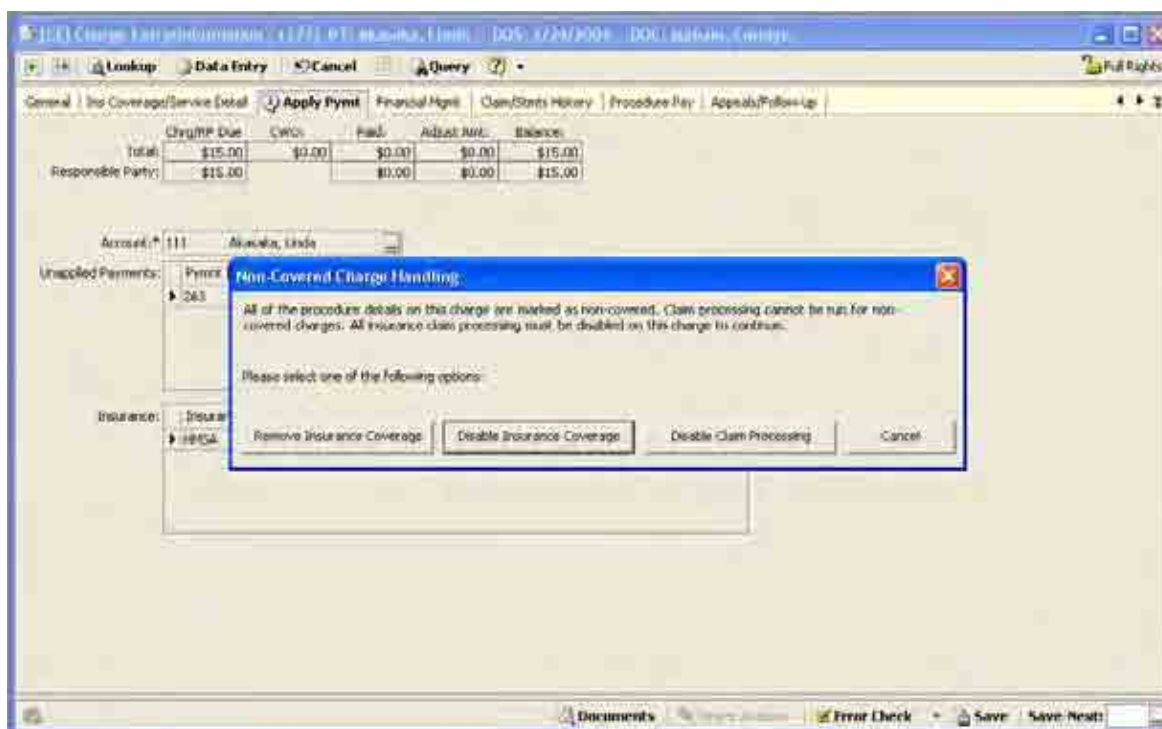 Lookup Data Entry Cancel Query Full Rights
General Ins Coverage/Service Detail Apply Pymt Financial Mgmt Claim/Stmts History Procedure Pay Appeals/Follow-up
Chrg/RP Due CWO: Paid: Adjust Amt: Balance:
Total: $15.00 $0.00 $0.00 $0.00 $15.00
Responsible Party: $15.00 $0.00 $0.00 $15.00
Account:* 111 Akasaka, Linda
Unapplied Payments: Pymnt
263
Non-Covered Charge Handling
All of the procedure details on this charge are marked as non-covered. Claim processing cannot be run for non-
covered charges. All insurance claim processing must be disabled on this charge to continue.
Please select one of the following options:
Remove Insurance Coverage Disable Insurance Coverage Disable Claim Processing Cancel
Insurance: Insura
HMSA
Documents Error Check Save Save Next: